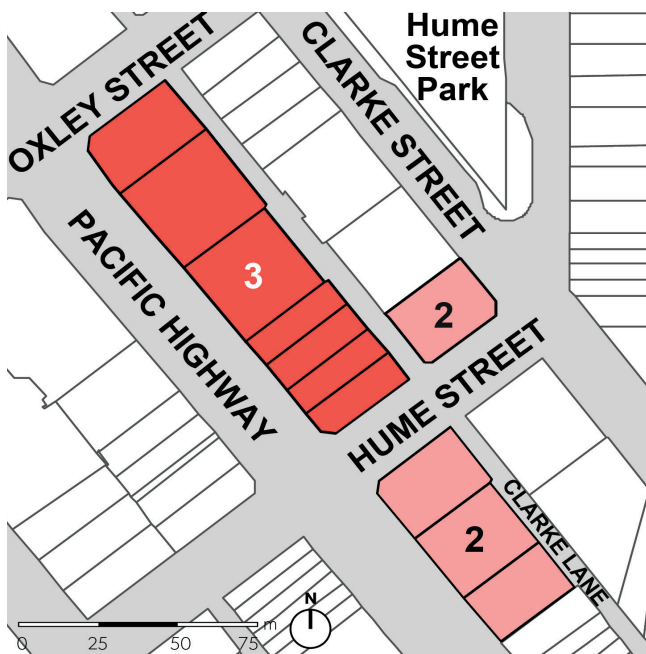 Hume
Street
Park
OXLEY STREET
CLARKE STREET
PACIFIC HIGHWAY
3
2
HUME STREET
2
CLARKE LANE
N
0 25 50 75 m